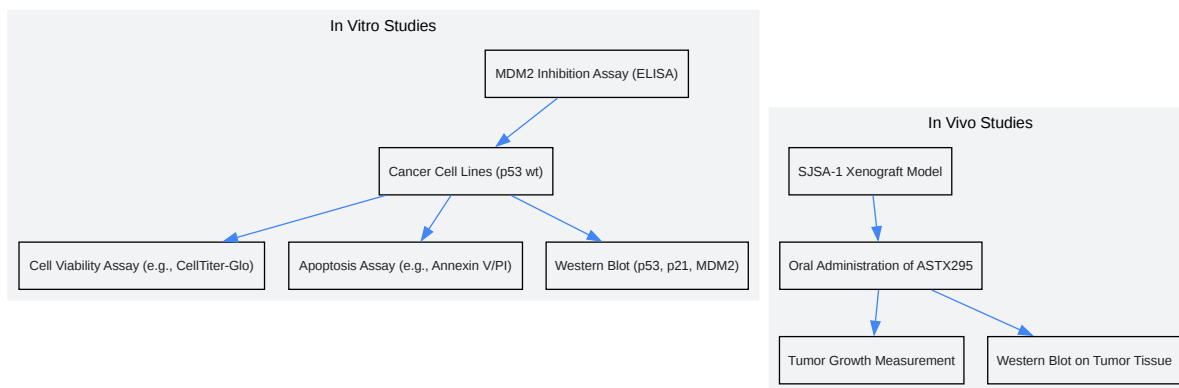 In Vitro Studies
MDM2 Inhibition Assay (ELISA)
Cancer Cell Lines (p53 wt)
Cell Viability Assay (e.g., CellTiter-Glo)
Apoptosis Assay (e.g., Annexin V/PI)
Western Blot (p53, p21, MDM2)
In Vivo Studies
SJSA-1 Xenograft Model
Oral Administration of ASTX295
Tumor Growth Measurement
Western Blot on Tumor Tissue